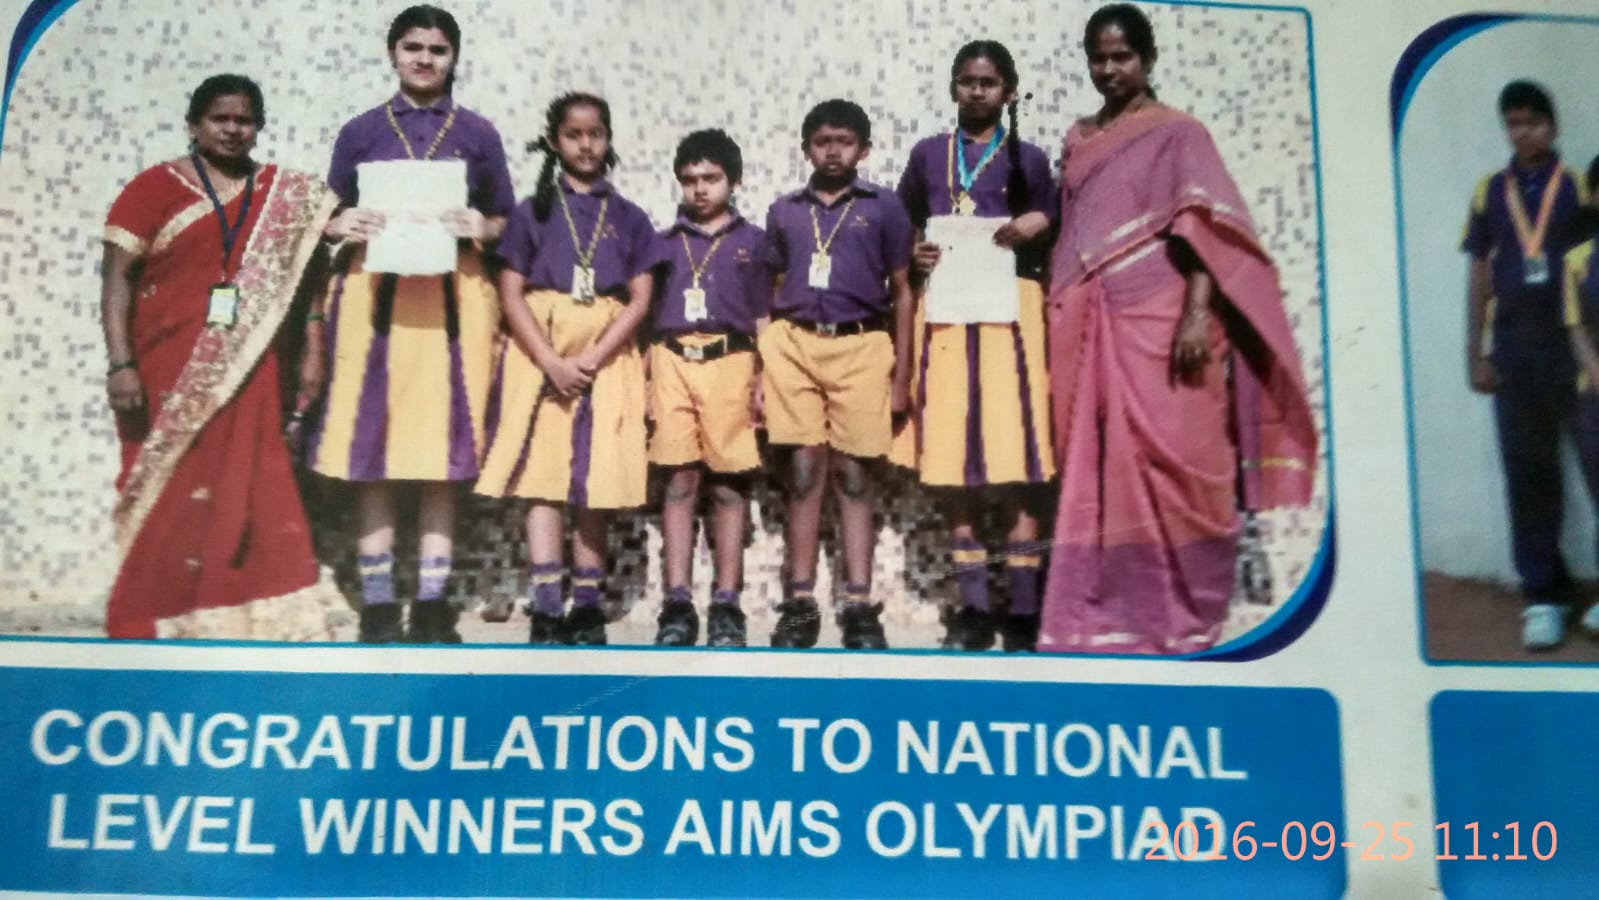 CONGRATULATIONS TO NATIONAL
LEVEL WINNERS AIMS OLYMPIAD
2016-09-25 11:10